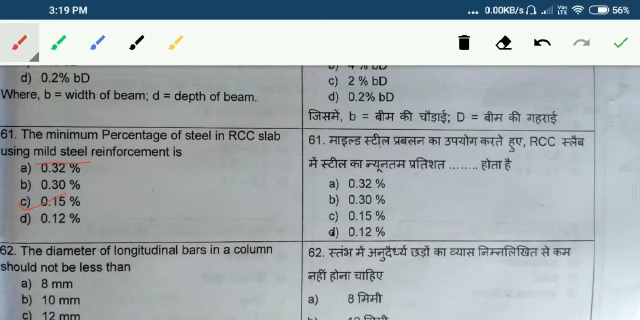 3:19 PM
... 0.00KB/s
56%
d) 0.2% bD
Where, b = width of beam; d = depth of beam.
61. The minimum Percentage of steel in RCC slab
using mild steel reinforcement is
a) 0.32 %
b) 0.30 %
c) 0.15 %
d) 0.12 %
62. The diameter of longitudinal bars in a column
should not be less than
a) 8 mm
b) 10 mm
c) 12 mm
c) 2 % bD
d) 0.2% bD
जिसमे, b = बीम की चौड़ाई; D = बीम की गहराई
61. माइल्ड स्टील प्रबलन का उपयोग करते हुए, RCC स्लैब
में स्टील का न्यूनतम प्रतिशत ........ होता है
a) 0.32 %
b) 0.30 %
c) 0.15 %
d) 0.12 %
62. स्तंभ में अनुदैर्ध्य छड़ों का व्यास निम्नलिखित से कम
नहीं होना चाहिए
a) 8 मिमी